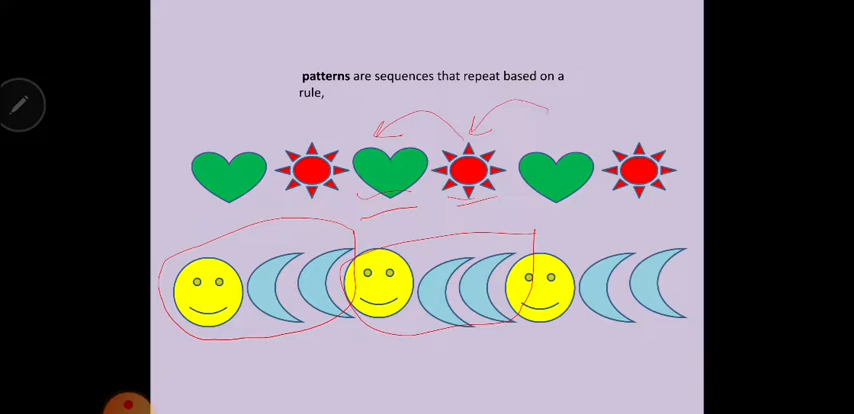 patterns are sequences that repeat based on a
rule,